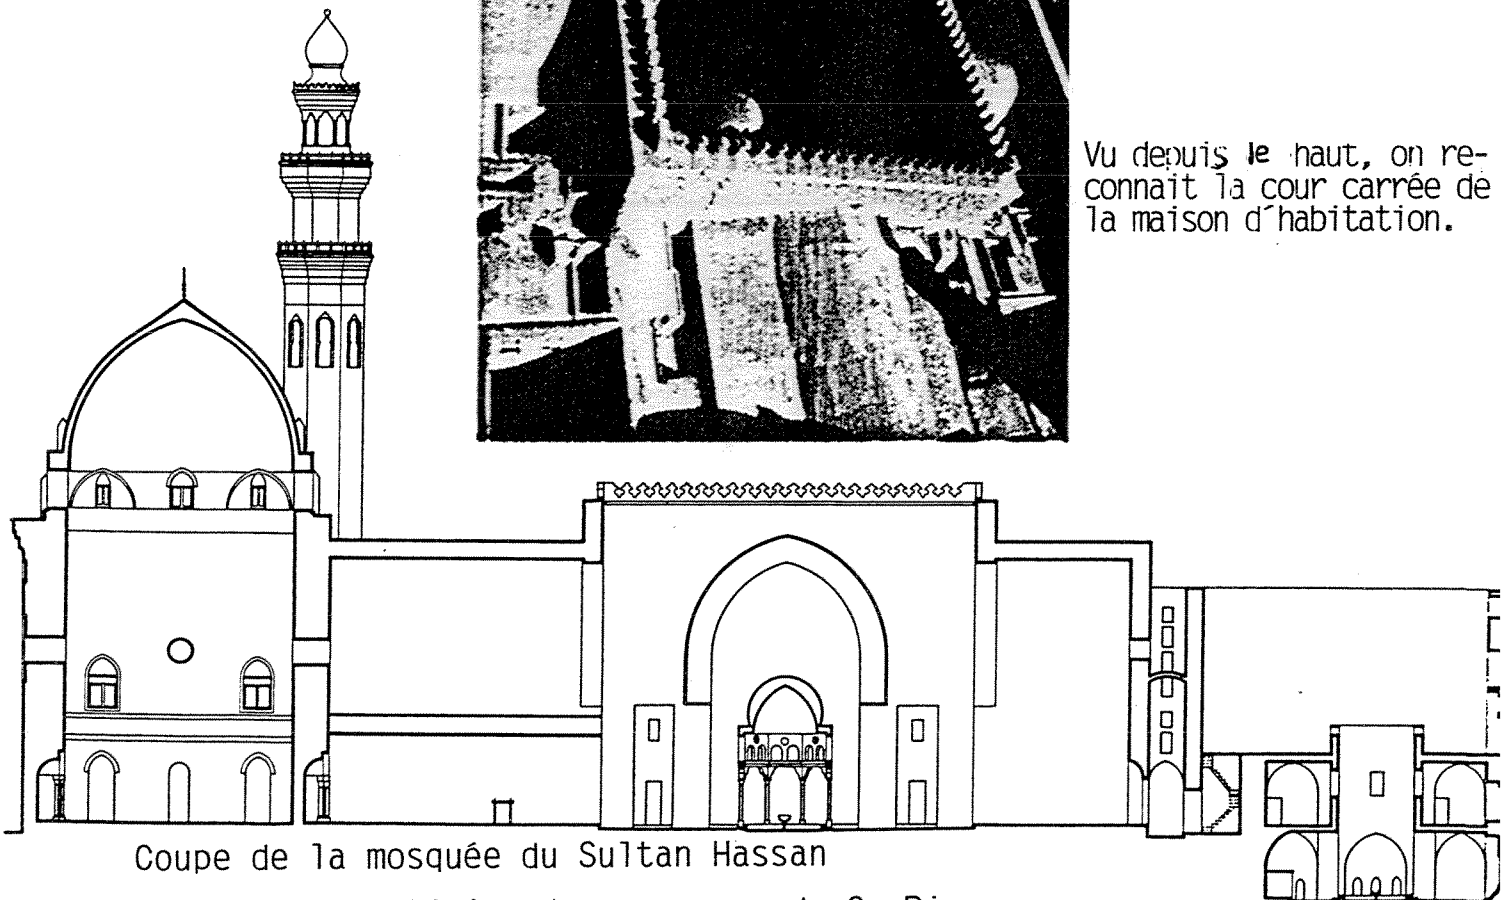 Vu depuis le haut, on re-
connait la cour carrée de
la maison d´habitation.
Coupe de la mosquée du Sultan Hassan